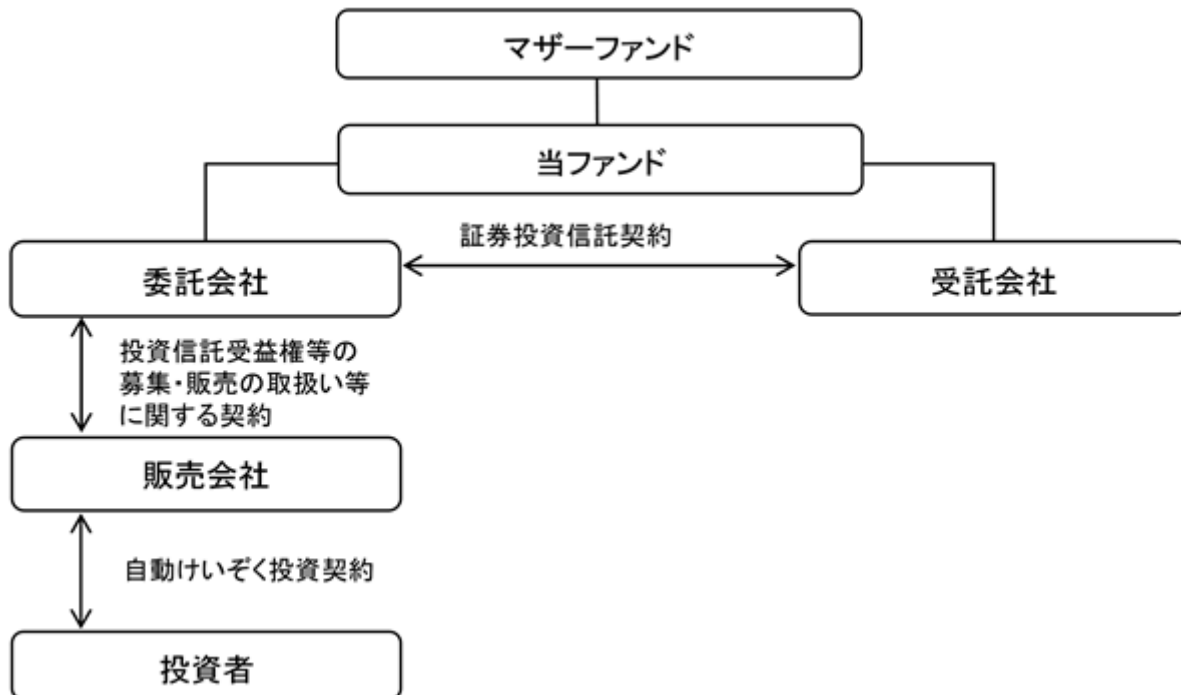 マザーファンド
当ファンド
証券投資信託契約
委託会社
受託会社
投資信託受益権等の
募集・販売の取扱い等
に関する契約
販売会社
自動けいぞく投資契約
投資者